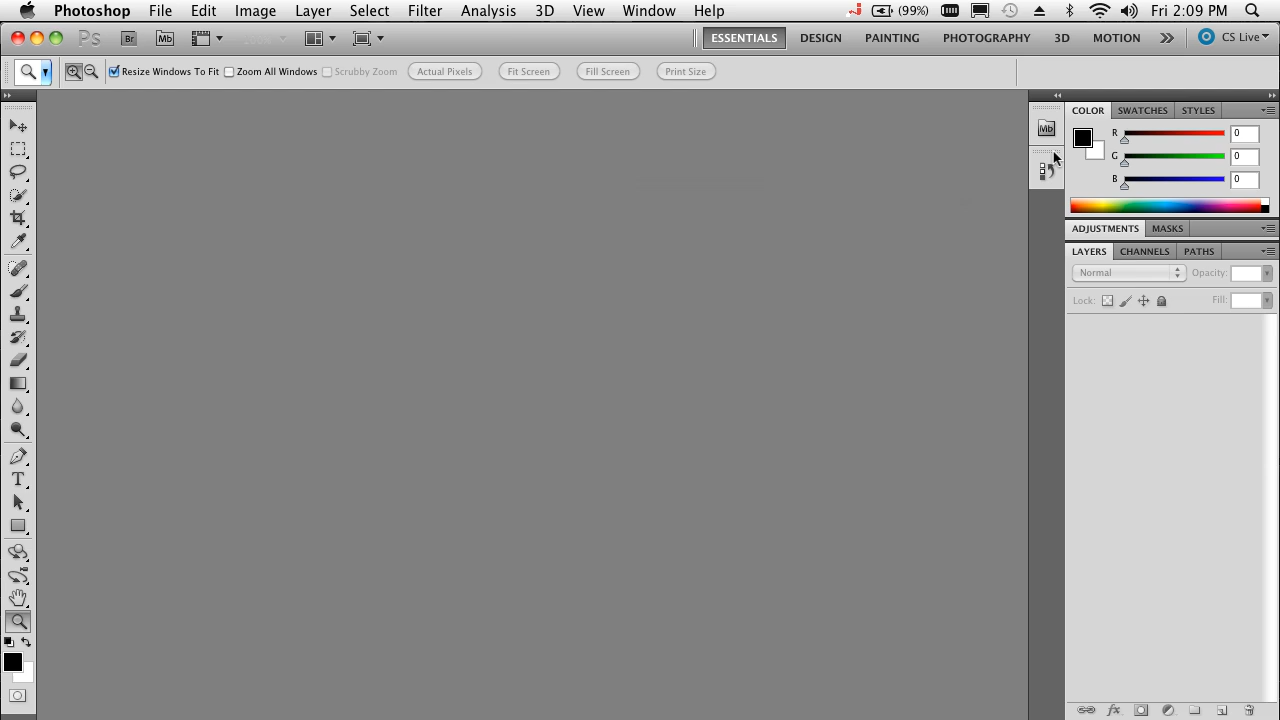 Photoshop File Edit Image Layer Select Filter Analysis 3D View Window Help (99%) Fri 2:09 PM
Ps Br Mb ESSENTIALS DESIGN PAINTING PHOTOGRAPHY 3D MOTION CS Live
Resize Windows To Fit Zoom All Windows Scrubby Zoom Actual Pixels Fit Screen Fill Screen Print Size
COLOR SWATCHES STYLES
Mb
R 0
G 0
B 0
ADJUSTMENTS MASKS
LAYERS CHANNELS PATHS
Normal Opacity:
Lock: Fill:
T
fx